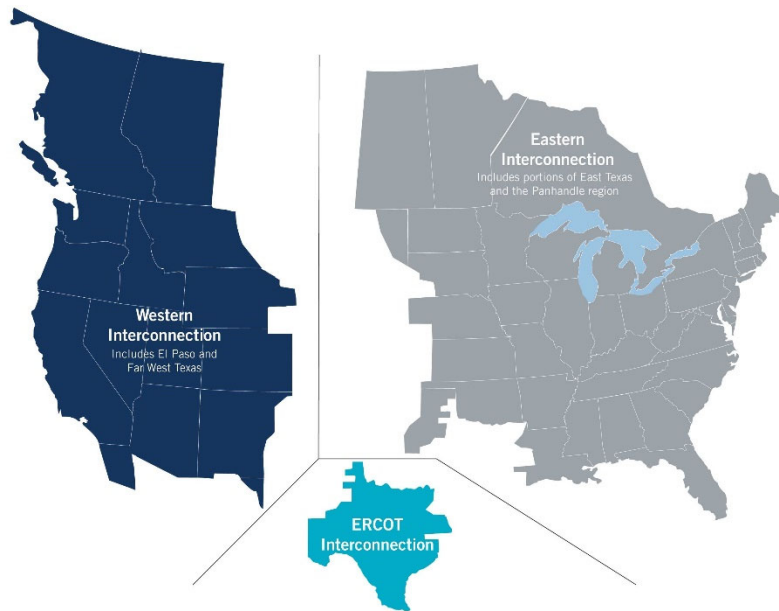 Western
Interconnection
Includes El Paso and
Far West Texas
Eastern
Interconnection
Includes portions of East Texas
and the Panhandle region
ERCOT
Interconnection